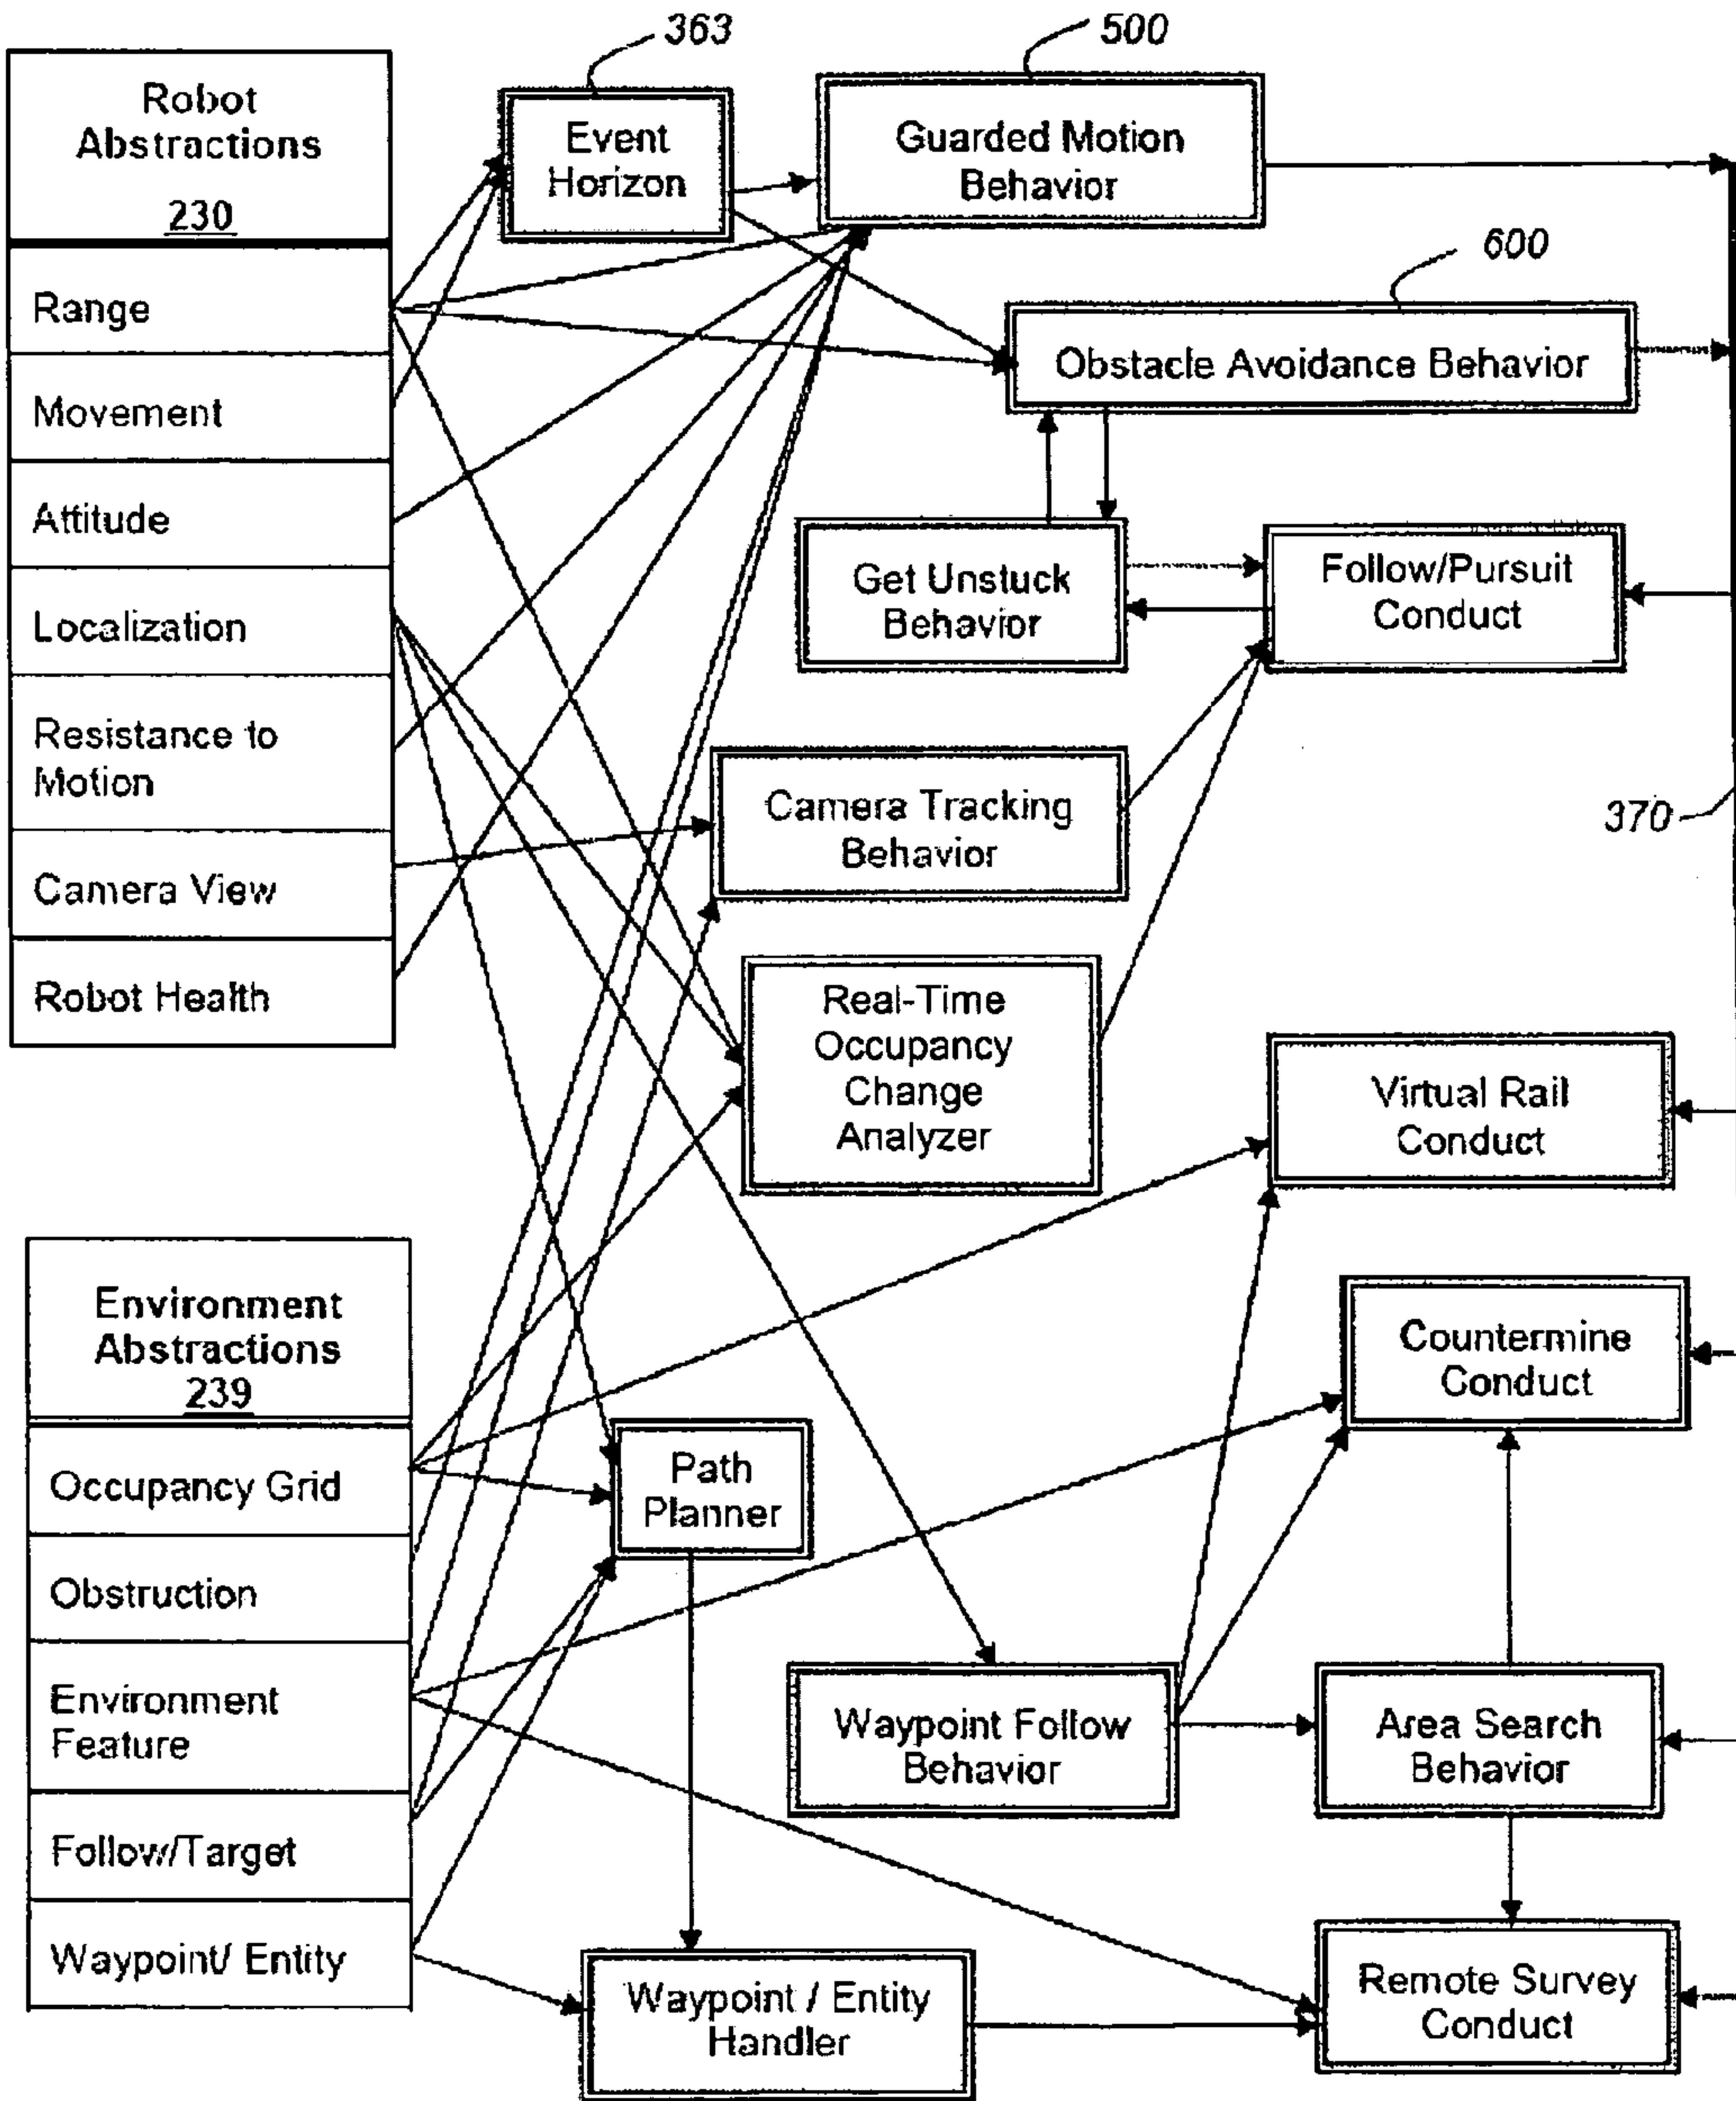 363
500
Robot
Abstractions
230
Event
Horizon
Guarded Motion
Behavior
600
Range
Obstacle Avoidance Behavior
Movement
Attitude
Get Unstuck
Behavior
Follow/Pursuit
Conduct
Localization
Resistance to
Motion
Camera Tracking
Behavior
370
Camera View
Robot Health
Real-Time
Occupancy
Change
Analyzer
Virtual Rail
Conduct
Environment
Abstractions
239
Countermine
Conduct
Occupancy Grid
Path
Planner
Obstruction
Environment
Feature
Waypoint Follow
Behavior
Area Search
Behavior
Follow/Target
Waypoint/ Entity
Waypoint / Entity
Handler
Remote Survey
Conduct